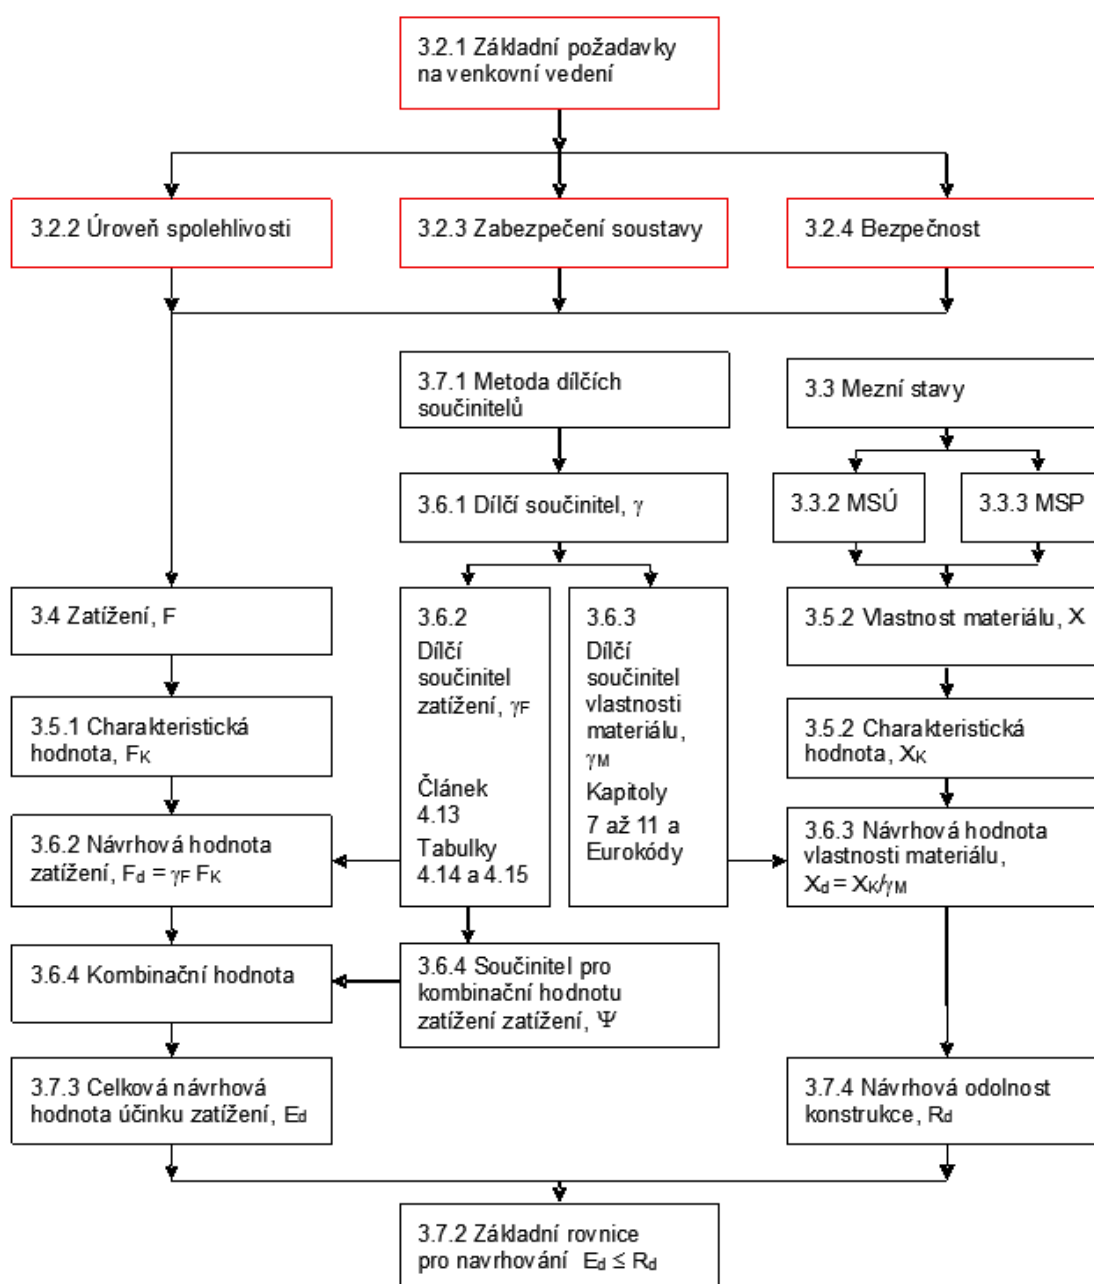 3.2.1 Základní požadavky
na venkovní vedení
3.2.2 Úroveň spolehlivosti
3.2.3 Zabezpečení soustavy
3.2.4 Bezpečnost
3.7.1 Metoda dílčích
součinitelů
3.3 Mezní stavy
3.6.1 Dílčí součinitel, γ
3.3.2 MSÚ
3.3.3 MSP
3.4 Zatížení, F
3.6.2
Dílčí
součinitel
zatížení, γF
Článek
4.13
Tabulky
4.14 a 4.15
3.6.3
Dílčí
součinitel
vlastnosti
materiálu,
γM
Kapitoly
7 až 11 a
Eurokódy
3.5.2 Vlastnost materiálu, X
3.5.1 Charakteristická
hodnota, FK
3.5.2 Charakteristická
hodnota, XK
3.6.2 Návrhová hodnota
zatížení, Fd = γF FK
3.6.3 Návrhová hodnota
vlastnosti materiálu,
Xd = XK/γM
3.6.4 Kombinační hodnota
3.6.4 Součinitel pro
kombinační hodnotu
zatížení zatížení, Ψ
3.7.3 Celková návrhová
hodnota účinku zatížení, Ed
3.7.4 Návrhová odolnost
konstrukce, Rd
3.7.2 Základní rovnice
pro navrhování Ed ≤ Rd